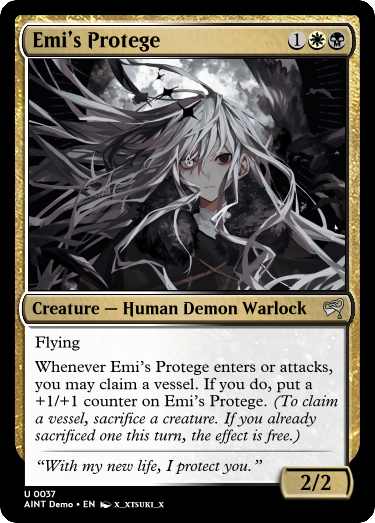 Emi's Protege 1
Creature — Human Demon Warlock
Flying
Whenever Emi's Protege enters or attacks,
you may claim a vessel. If you do, put a
+1/+1 counter on Emi's Protege. (To claim
a vessel, sacrifice a creature. If you already
sacrificed one this turn, the effect is free.)
“With my new life, I protect you.”
2/2
U 0037
AINT Demo • EN X_XTSUKI_X